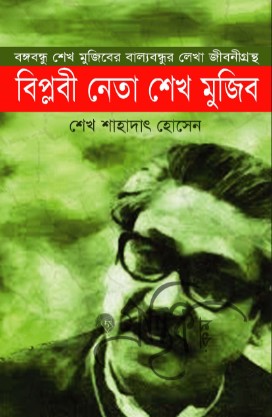 বঙ্গবন্ধু শেখ মুজিবের বাল্যবন্ধুর লেখা জীবনীগ্রন্থ
বিপ্লবী নেতা শেখ মুজিব
শেখ শাহাদাৎ হোসেন